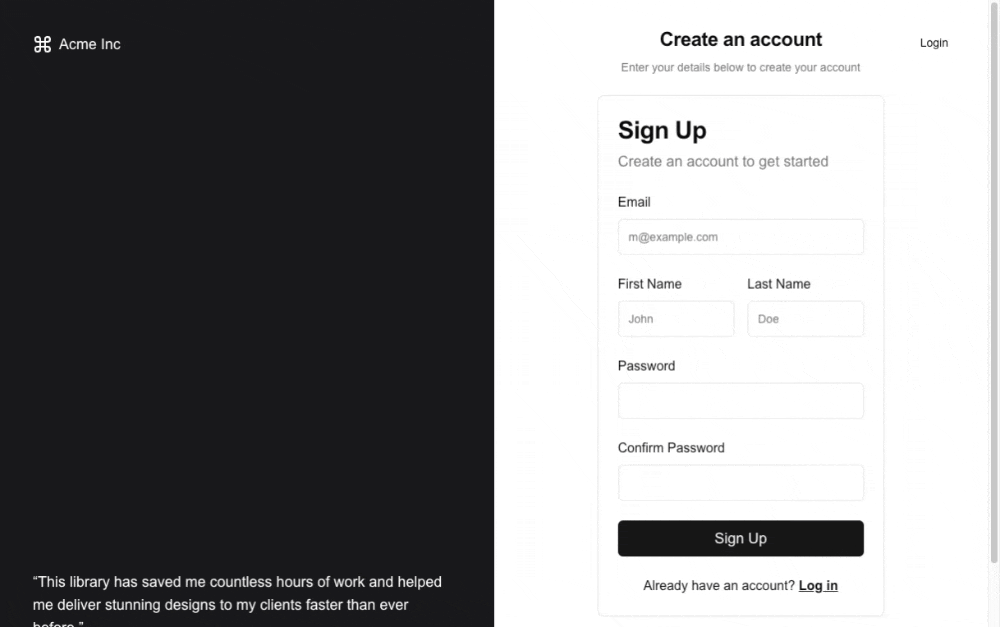 Acme Inc
“This library has saved me countless hours of work and helped
me deliver stunning designs to my clients faster than ever
before.”
Login
Create an account
Enter your details below to create your account
Sign Up
Create an account to get started
Email
m@example.com
First Name Last Name
John Doe
Password
Confirm Password
Sign Up
Already have an account? Log in